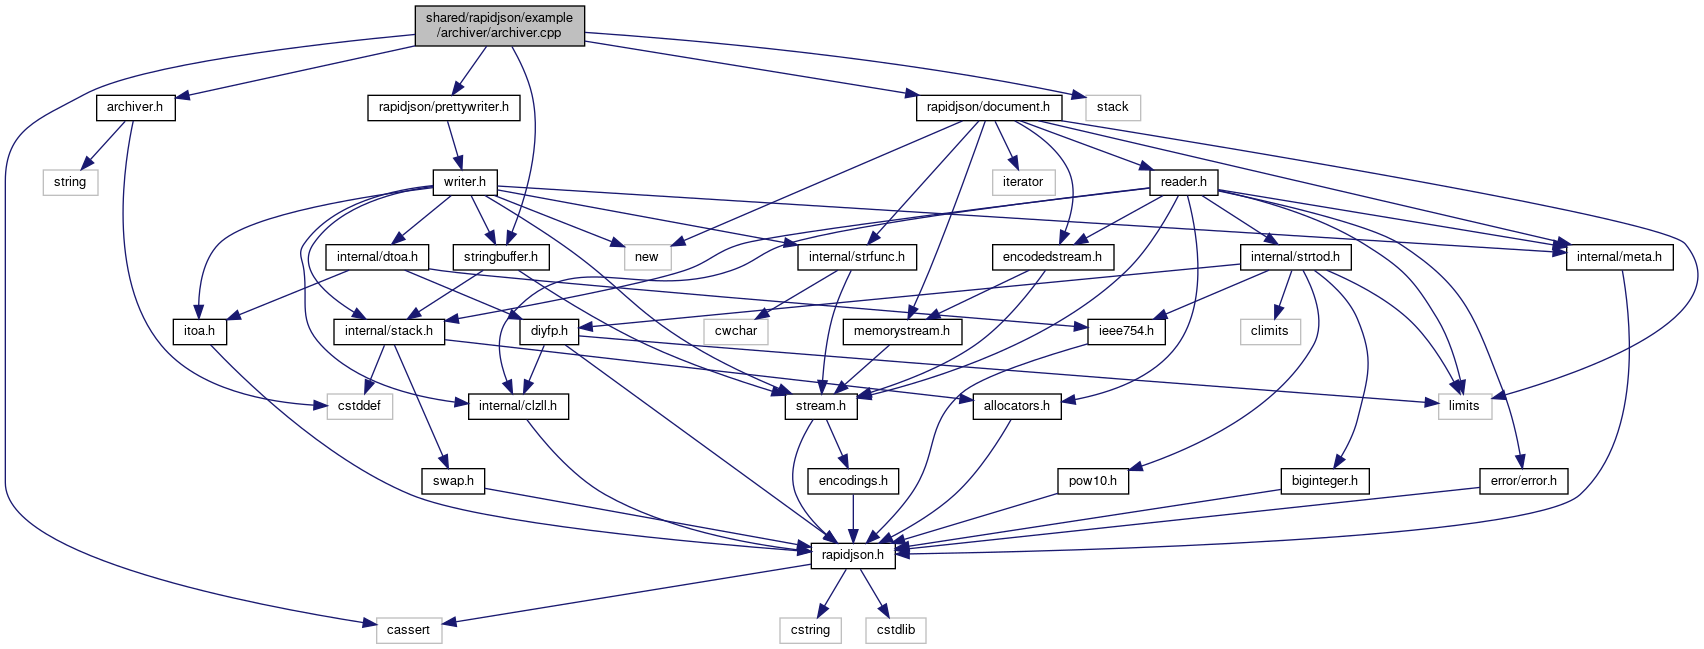 shared/rapidjson/example
/archiver/archiver.cpp
archiver.h
rapidjson/prettywriter.h
rapidjson/document.h
stack
string
writer.h
iterator
reader.h
internal/dtoa.h
stringbuffer.h
new
internal/strfunc.h
encodedstream.h
internal/strtod.h
internal/meta.h
itoa.h
internal/stack.h
diyfp.h
cwchar
memorystream.h
ieee754.h
climits
cstddef
internal/clzll.h
stream.h
allocators.h
limits
swap.h
encodings.h
pow10.h
biginteger.h
error/error.h
rapidjson.h
cassert
cstring
cstdlib